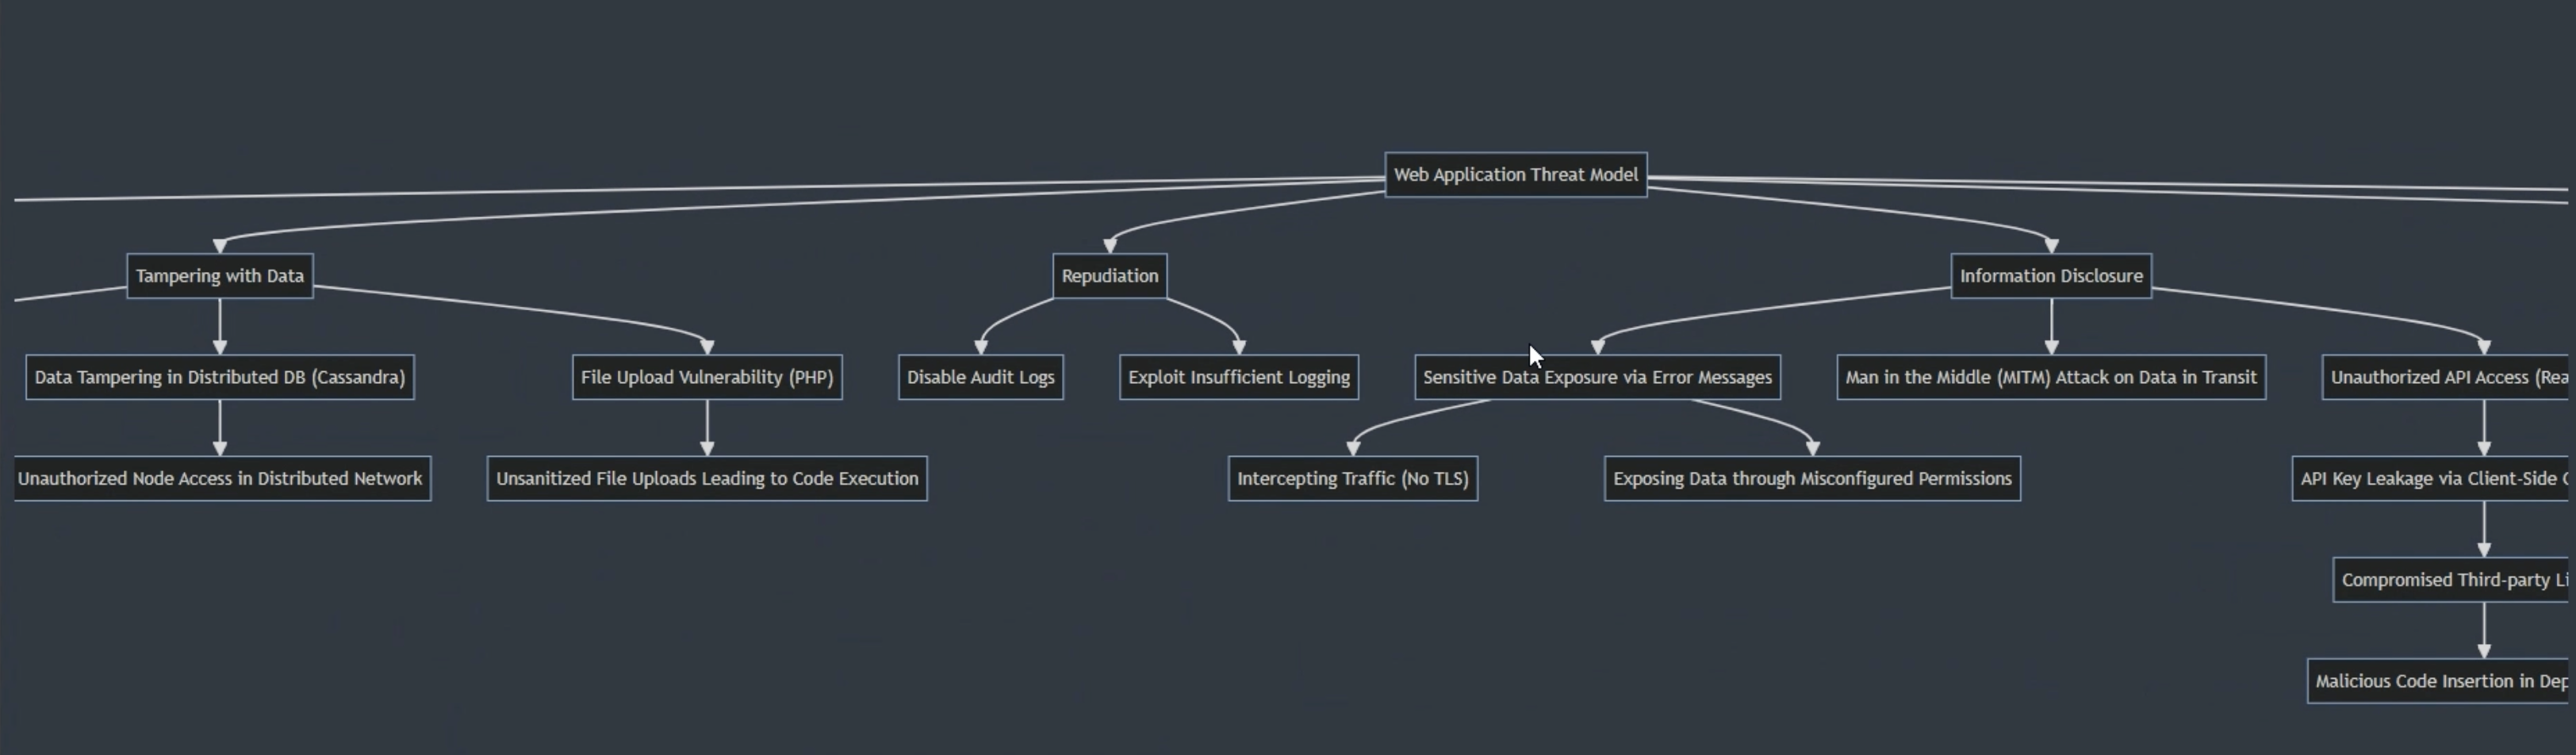 Web Application Threat Model
Tampering with Data
Repudiation
Information Disclosure
Data Tampering in Distributed DB (Cassandra)
File Upload Vulnerability (PHP)
Disable Audit Logs
Exploit Insufficient Logging
Sensitive Data Exposure via Error Messages
Man in the Middle (MITM) Attack on Data in Transit
Unauthorized API Access
Unauthorized Node Access in Distributed Network
Unsanitized File Uploads Leading to Code Execution
Intercepting Traffic (No TLS)
Exposing Data through Misconfigured Permissions
API Key Leakage via Client-Side
Compromised Third-party
Malicious Code Insertion in